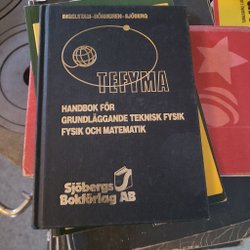 INGELSTAM•RÖNNGREN•SJÖBERG
TEFYMA
HANDBOK FÖR
GRUNDLÄGGANDE TEKNISK FYSIK
FYSIK OCH MATEMATIK
Sjöbergs
Bokförlag AB